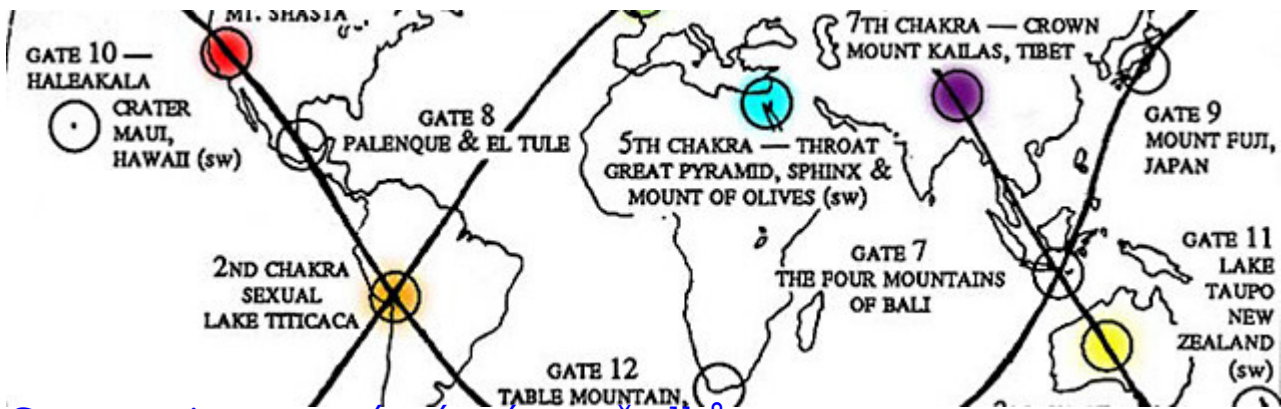 MT. SHASTA
GATE 10 —
HALEAKALA
CRATER
MAUI,
HAWAII (sw)
GATE 8
PALENQUE & EL TULE
7TH CHAKRA — CROWN
MOUNT KAILAS, TIBET
5TH CHAKRA — THROAT
GREAT PYRAMID, SPHINX &
MOUNT OF OLIVES (sw)
GATE 9
MOUNT FUJI,
JAPAN
2ND CHAKRA
SEXUAL
LAKE TITICACA
GATE 7
THE FOUR MOUNTAINS
OF BALI
GATE 11
LAKE
TAUPO
NEW
ZEALAND
(sw)
GATE 12
TABLE MOUNTAIN,